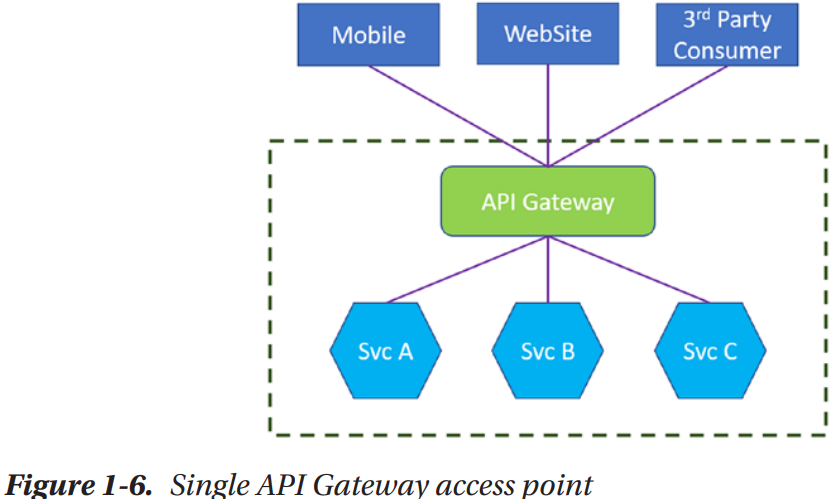 Mobile
WebSite
3rd Party
Consumer
API Gateway
Svc A
Svc B
Svc C
Figure 1-6. Single API Gateway access point